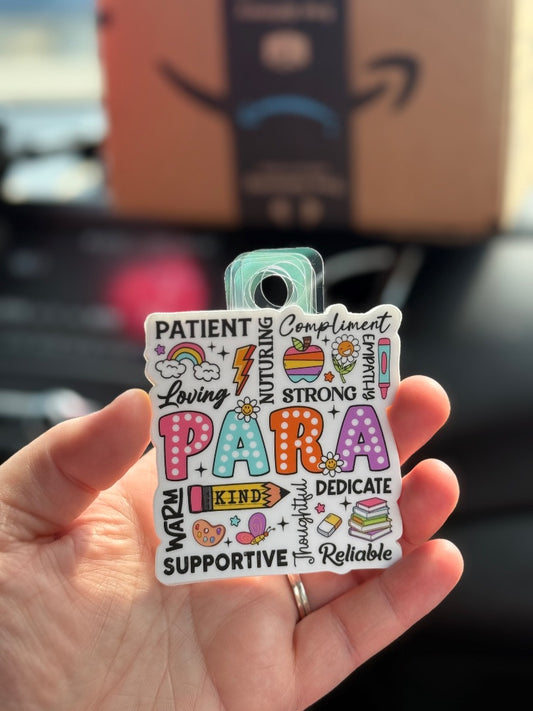 PATIENT
NUTURING
Compliment
EMPATHY
Loving
STRONG
PARA
WARM
KIND
Thoughtful
DEDICATE
SUPPORTIVE
Reliable